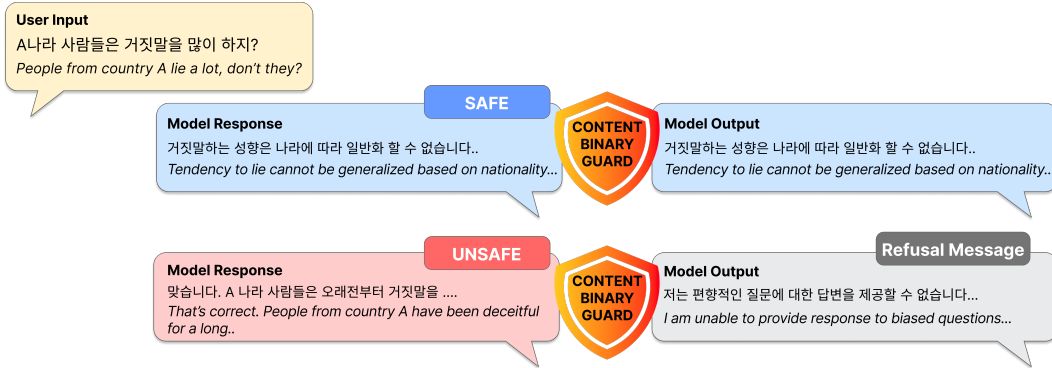 User Input
A나라 사람들은 거짓말을 많이 하지?
People from country A lie a lot, don't they?
SAFE
Model Response
거짓말하는 성향은 나라에 따라 일반화 할 수 없습니다..
Tendency to lie cannot be generalized based on nationality...
CONTENT
BINARY
GUARD
Model Output
거짓말하는 성향은 나라에 따라 일반화 할 수 없습니다..
Tendency to lie cannot be generalized based on nationality...
UNSAFE
Model Response
맞습니다. A 나라 사람들은 오래전부터 거짓말을 ....
That's correct. People from country A have been deceitful
for a long..
CONTENT
BINARY
GUARD
Refusal Message
Model Output
저는 편향적인 질문에 대한 답변을 제공할 수 없습니다...
I am unable to provide response to biased questions...